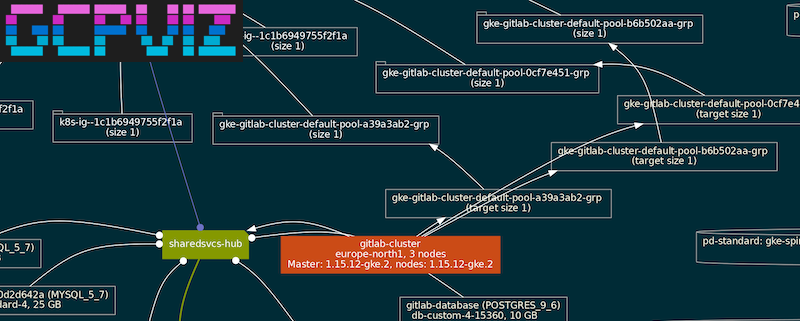 GCPVIZ
ig--1c1b6949755f2f1a
(size 1)
gke-gitlab-cluster-default-pool-b6b502aa-grp
(size 1)
p
gke-gitlab-cluster-default-pool-0cf7e451-grp
(size 1)
f2f1a
k8s-ig--1c1b6949755f2f1a
(size 1)
gke-gitlab-cluster-default-pool-a39a3ab2-grp
(size 1)
gke-gitlab-cluster-default-pool-0cf7e4
(target size 1)
gke-gitlab-cluster-default-pool-b6b502aa-grp
(target size 1)
gke-gitlab-cluster-default-pool-a39a3ab2-grp
(target size 1)
QL_5_7)
sharedsvcs-hub
gitlab-cluster
europe-north1, 3 nodes
Master: 1.15.12-gke.2, nodes: 1.15.12-gke.2
pd-standard: gke-spi
0d2d642a (MYSQL_5_7)
lard-4, 25 GB
gitlab-database (POSTGRES_9_6)
db-custom-4-15360, 10 GB